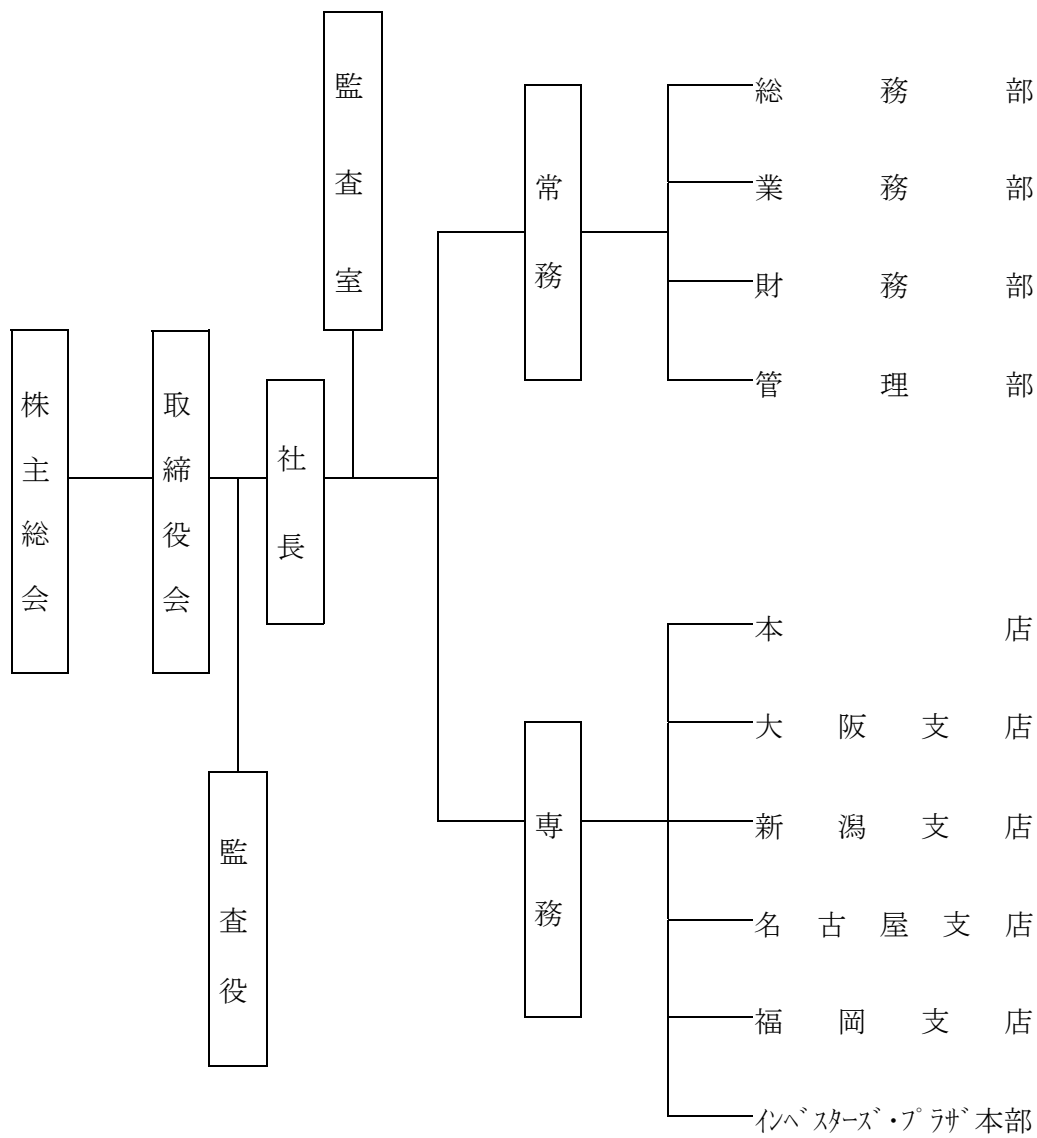 株主総会
取締役会
監査役
社長
監査室
常務
総務部
業務部
財務部
管理部
専務
本店
大阪支店
新潟支店
名古屋支店
福岡支店
インベスターズ・プラザ本部